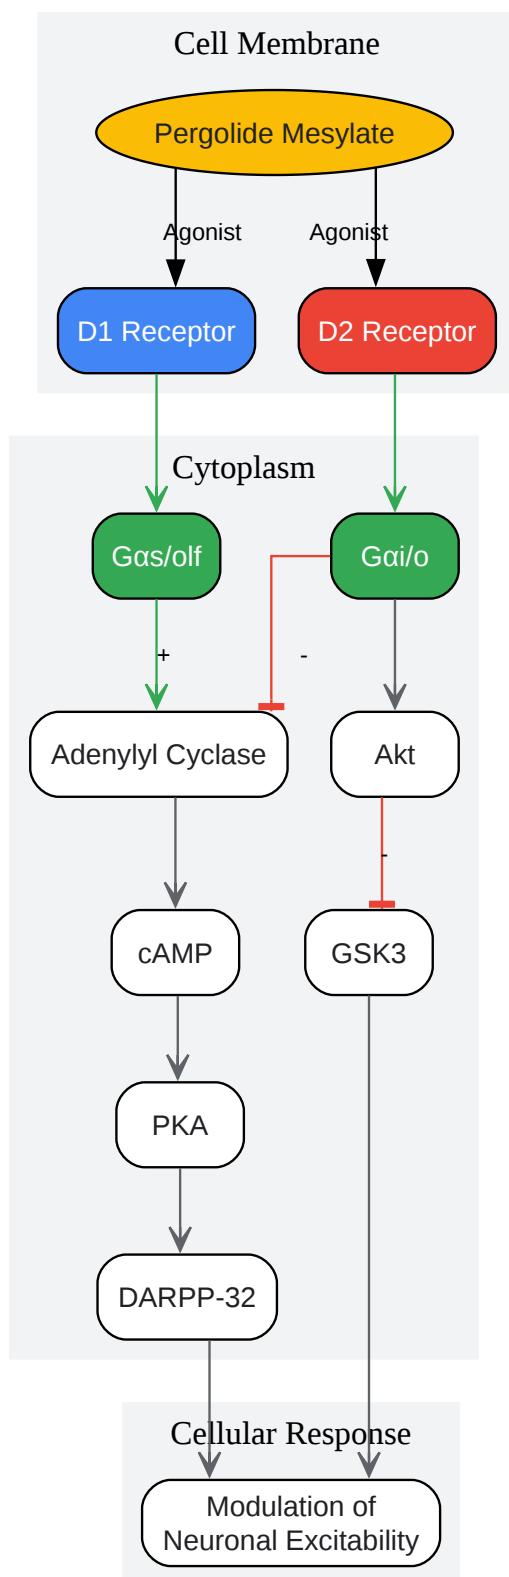 Cell Membrane
Pergolide Mesylate
Agonist
Agonist
D1 Receptor
D2 Receptor
Cytoplasm
Gαs/olf
Gαi/o
+
-
Adenylyl Cyclase
Akt
-
cAMP
GSK3
PKA
DARPP-32
Cellular Response
Modulation of
Neuronal Excitability